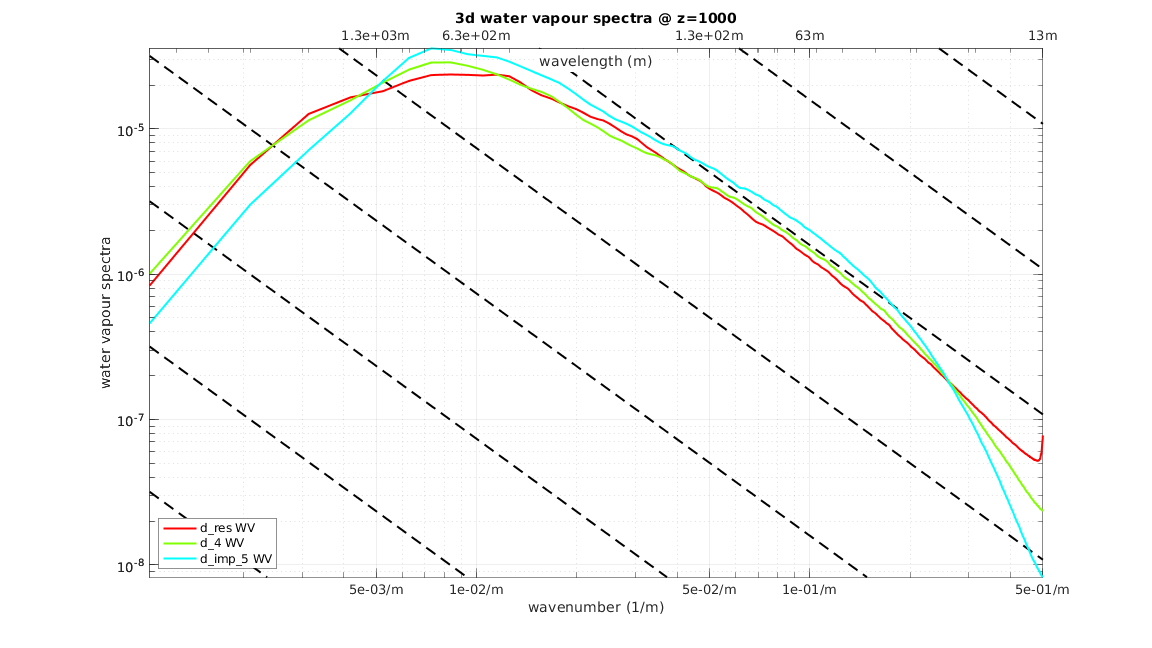 3d water vapour spectra @ z=1000
1.3e+03m 6.3e+02m 1.3e+02m 63m 13m
wavelength (m)
water vapour spectra
10-5
10-6
10-7
10-8
d_res WV
d_4 WV
d_imp_5 WV
5e-03/m 1e-02/m 5e-02/m 1e-01/m 5e-01/m
wavenumber (1/m)